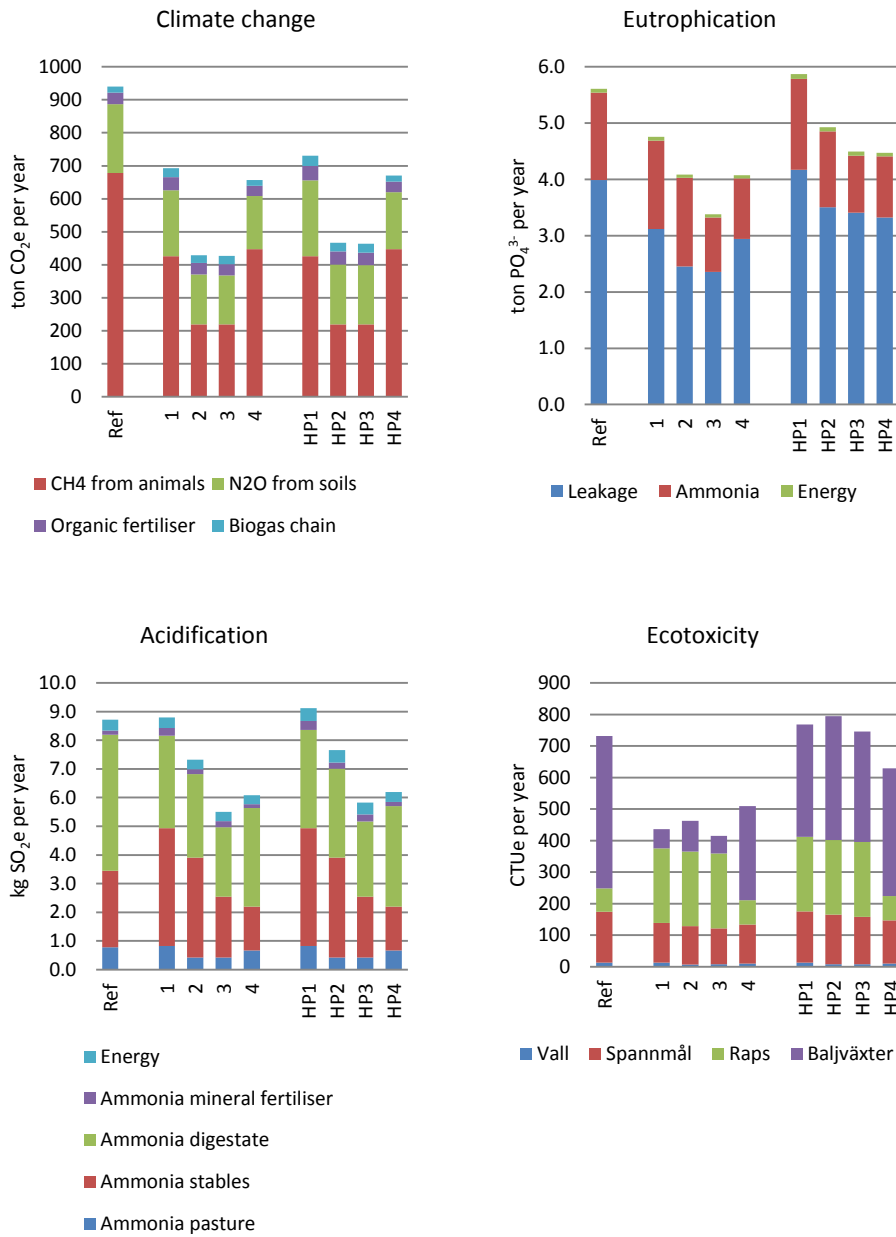 Climate change
1000
900
800
700
600
500
400
300
200
100
0
ton CO2e per year
Ref 1 2 3 4 HP1 HP2 HP3 HP4
CH4 from animals N2O from soils
Organic fertiliser Biogas chain
Eutrophication
6.0
5.0
4.0
3.0
2.0
1.0
0.0
ton PO4³⁻ per year
Ref 1 2 3 4 HP1 HP2 HP3 HP4
Leakage Ammonia Energy
Acidification
10.0
9.0
8.0
7.0
6.0
5.0
4.0
3.0
2.0
1.0
0.0
kg SO2e per year
Ref 1 2 3 4 HP1 HP2 HP3 HP4
Energy
Ammonia mineral fertiliser
Ammonia digestate
Ammonia stables
Ammonia pasture
Ecotoxicity
900
800
700
600
500
400
300
200
100
0
CTUe per year
Ref 1 2 3 4 HP1 HP2 HP3 HP4
Vall Spannmål Raps Baljväxter